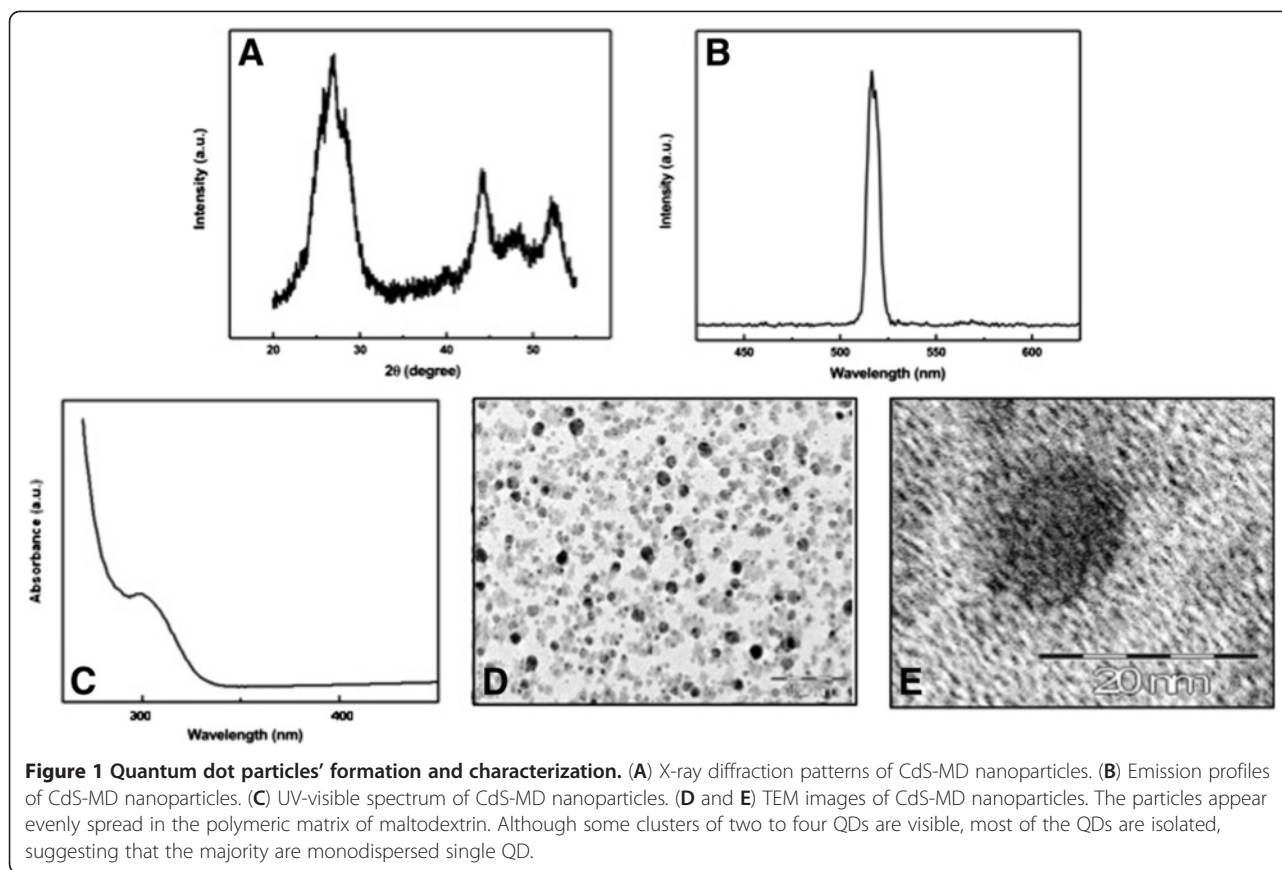 A
Intensity (a.u.)
20 30 40 50
2θ (degree)
B
Intensity (a.u.)
450 500 550 600
Wavelength (nm)
C
Absorbance (a.u.)
300 400
Wavelength (nm)
D
E
20 nm
Figure 1 Quantum dot particles' formation and characterization. (A) X-ray diffraction patterns of CdS-MD nanoparticles. (B) Emission profiles
of CdS-MD nanoparticles. (C) UV-visible spectrum of CdS-MD nanoparticles. (D and E) TEM images of CdS-MD nanoparticles. The particles appear
evenly spread in the polymeric matrix of maltodextrin. Although some clusters of two to four QDs are visible, most of the QDs are isolated,
suggesting that the majority are monodispersed single QD.